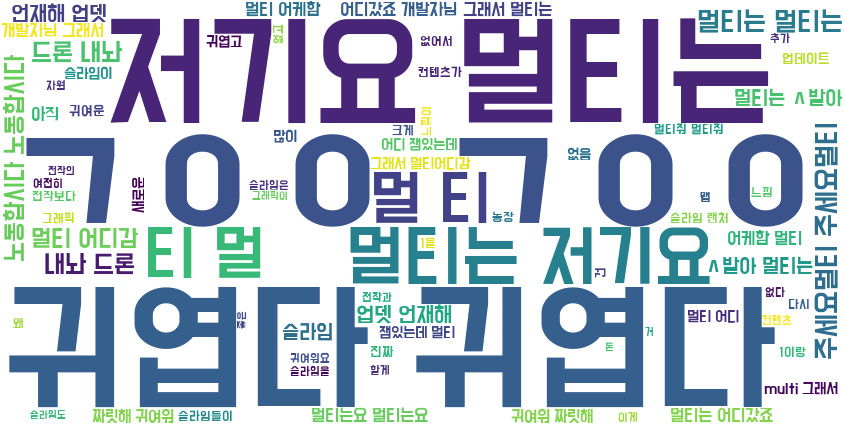 언재해 업뎃
멀티 어케함
어디갔죠 개발자님 그래서 멀티는
개발자님 그래서
저기요 멀티는
귀엽고
없어서
멀티는 멀티는
추가
드론 내놔
슬라임이
컨텐츠가
업데이트
자원
아직
귀여운
멀티는 ㅅ발아
노동합시다 노동합시다
많이
크게
멀티줘 멀티줘
ㄱㅇㅇ ㄱㅇㅇ
어디 잼있는데
없음
전작의
여전히
전작보다
슬라임은
그래픽이
그래서 멀티어디감
멀 티
농장
맵
느낌
그래픽
슬라임 랜처
멀티 어디감
티 멀
멀티는 저기요
1을
어케함 멀티
내놔 드론
ㅅ발아 멀티는
주세요멀티 주세요멀티
귀엽다 귀엽다
전작과
업뎃 언재해
없다
다시
왜
슬라임
잼있는데 멀티
멀티 어디
컨텐츠
거
귀여워요
진짜
돈
1이랑
슬라임을
할게
multi 그래서
슬라임도
짜릿해 귀여워
슬라임들이
멀티는요 멀티는요
귀여워 짜릿해
이게
멀티는 어디갔죠